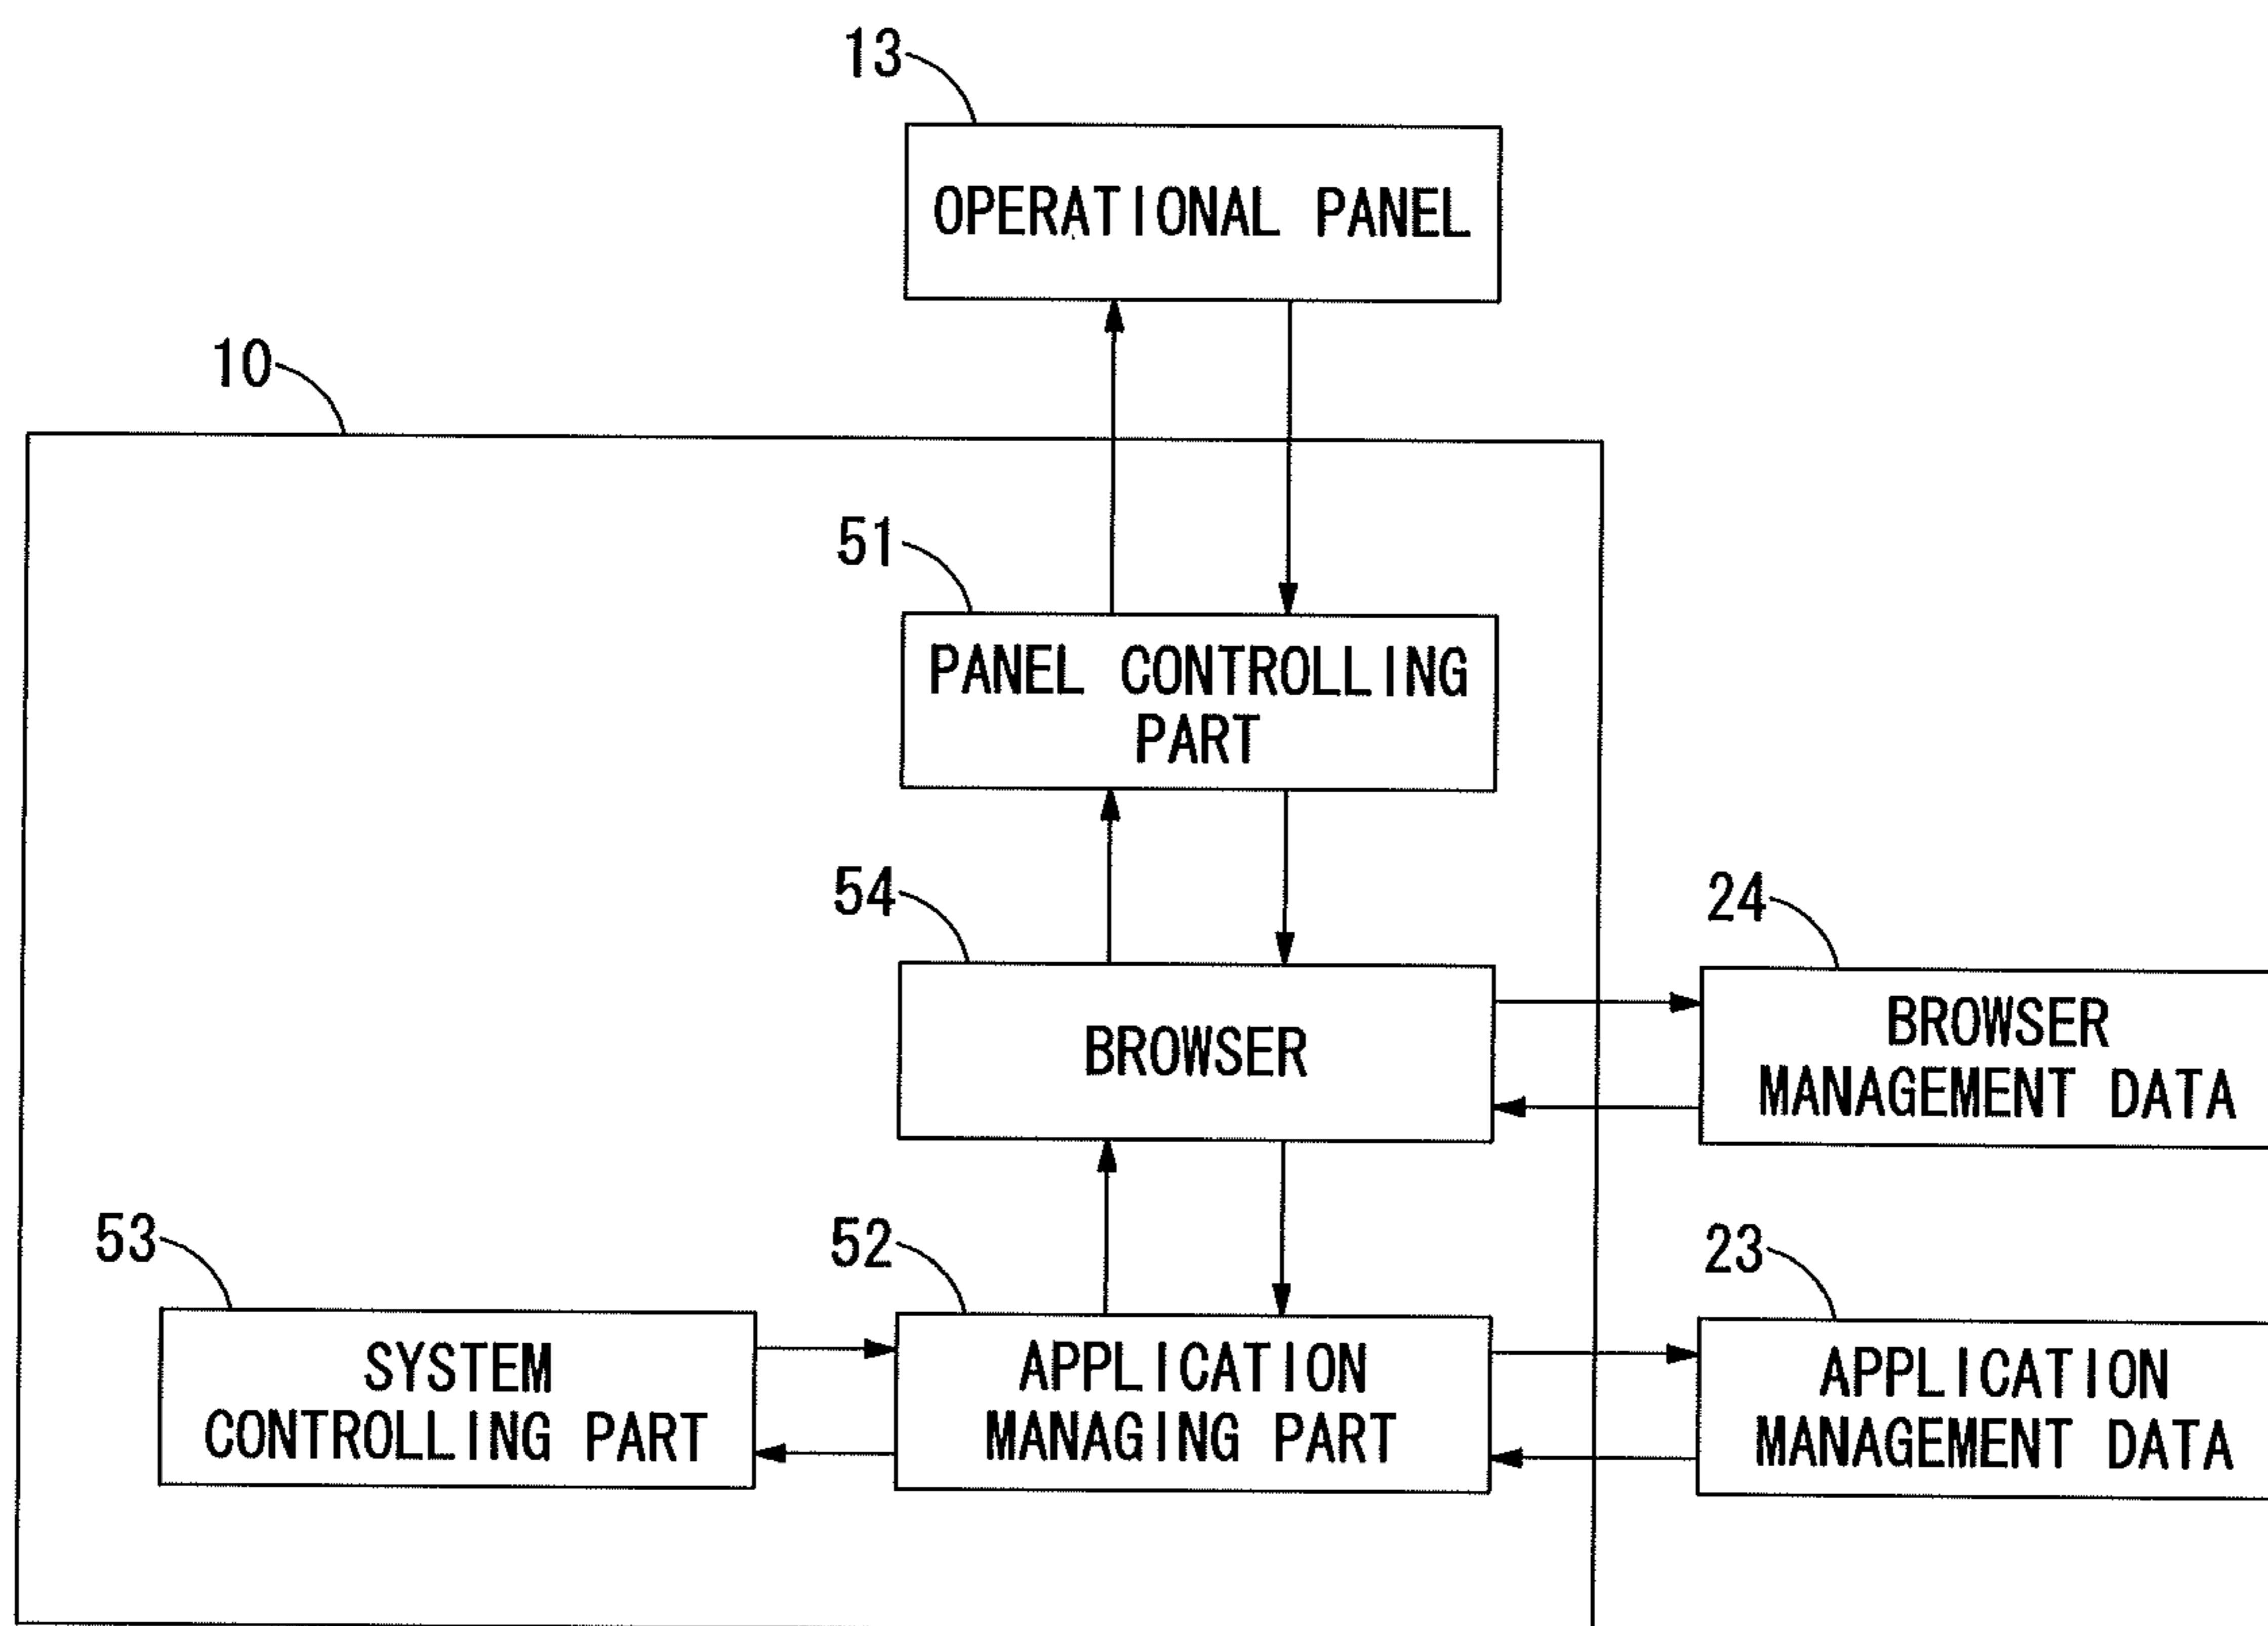 13
OPERATIONAL PANEL
10
51
PANEL CONTROLLING
PART
54
BROWSER
24
BROWSER
MANAGEMENT DATA
53
SYSTEM
CONTROLLING PART
52
APPLICATION
MANAGING PART
23
APPLICATION
MANAGEMENT DATA